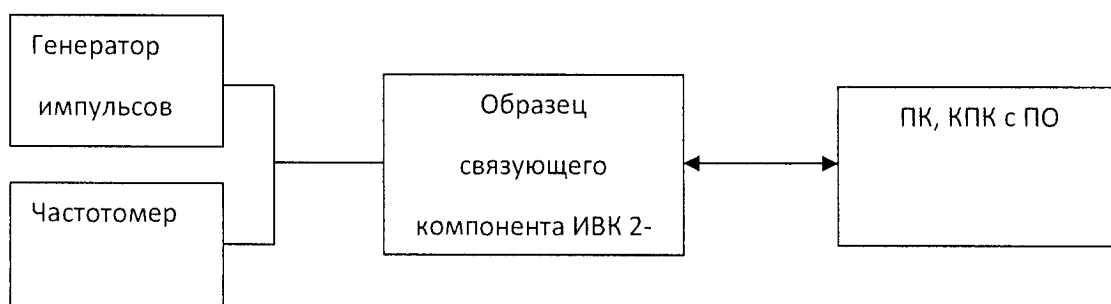 Генератор
импульсов
Частотомер
Образец
связующего
компонента ИВК 2-
ПК, КПК с ПО